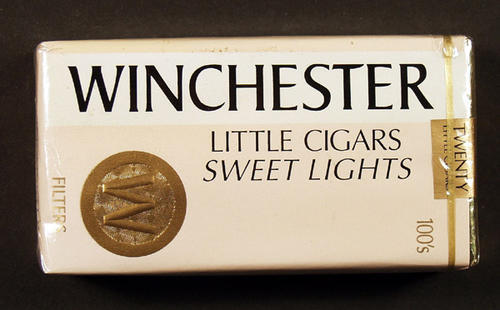 WINCHESTER
LITTLE CIGARS
SWEET LIGHTS
W
FILTERS
100's
TWENTY